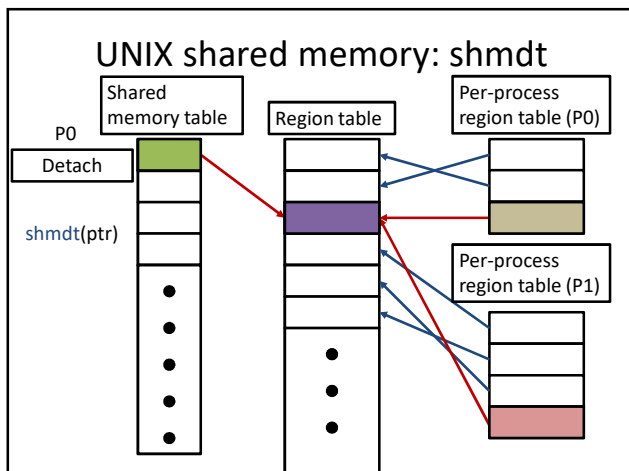 UNIX shared memory: shmdt
Shared
memory table
Region table
Per-process
region table (P0)
P0
Detach
shmdt(ptr)
Per-process
region table (P1)